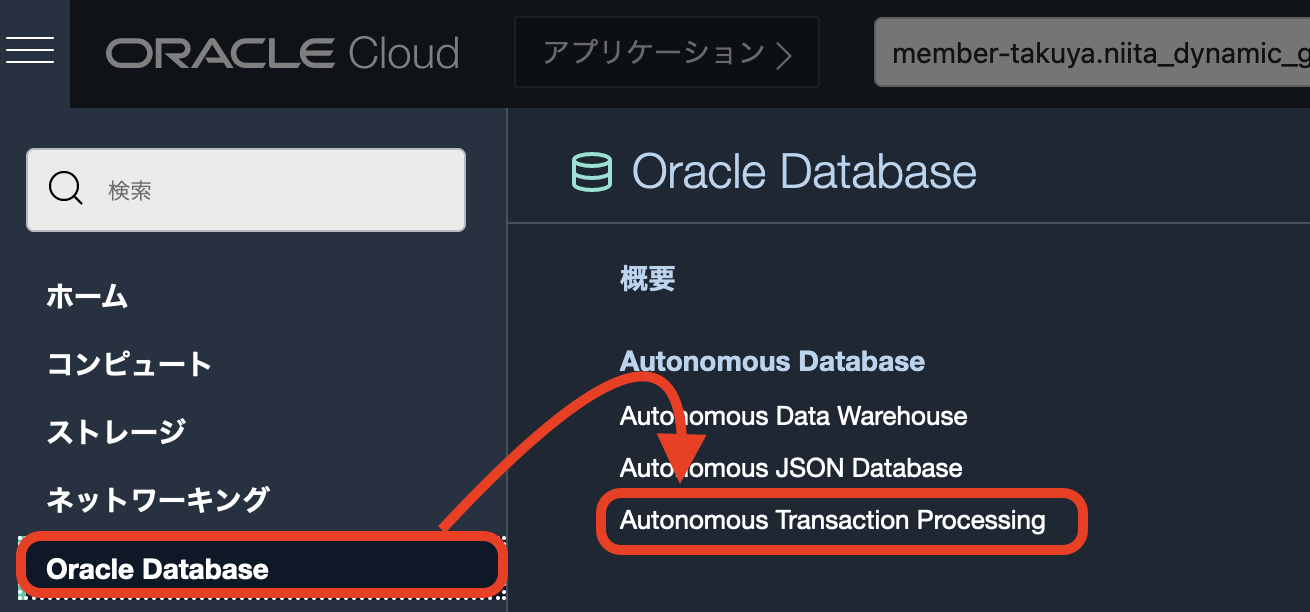 ORACLE Cloud
アプリケーション
member-takuya.niita_dynamic_g
検索
ホーム
コンピュート
ストレージ
ネットワーキング
Oracle Database
Oracle Database
概要
Autonomous Database
Autonomous Data Warehouse
Autonomous JSON Database
Autonomous Transaction Processing